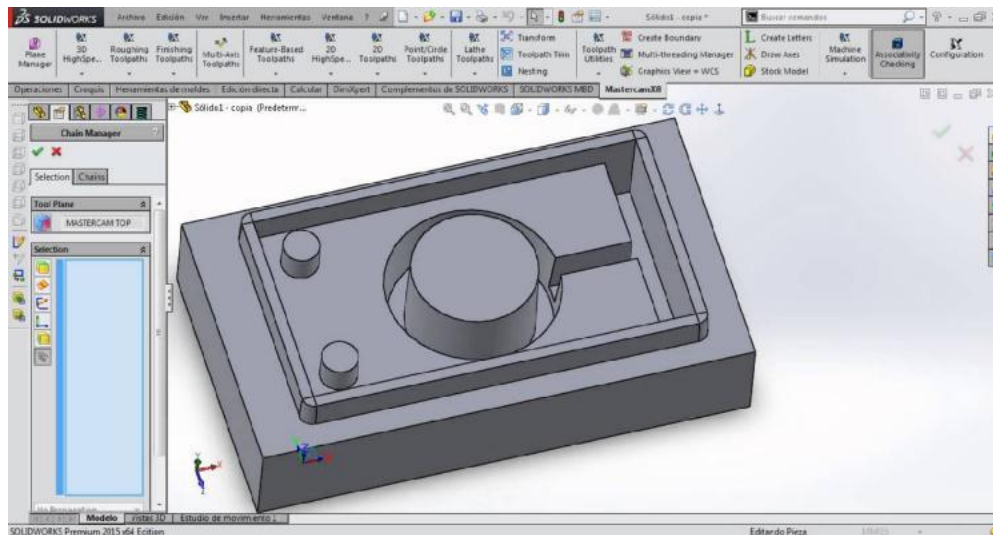 SOLIDWORKS Archivo Edición Ver Insertar Herramientas Ventana ? Sólido1 - copia * Buscar comandos
Plane Manager
3D HighSpe...
Roughing Toolpaths
Finishing Toolpaths
Multi-Axis Toolpaths
Feature-Based Toolpaths
2D HighSpe...
2D Toolpaths
Point/Circle Toolpaths
Lathe Toolpaths
Transform
Toolpath Trim
Nesting
Toolpath Utilities
Create Boundary
Multi-threading Manager
Graphics View = WCS
Create Letters
Draw Axes
Stock Model
Machine Simulation
Associativity Checking
Configuration
Operaciones Croquis Herramientas de moldes Edición directa Calcular DimXpert Complementos de SOLIDWORKS SOLIDWORKS MBD MastercamX8
Sólido1 - copia (Predeterm...
Chain Manager ?
Selection Chains
Tool Plane
MASTERCAM TOP
Selection
No Preparation
Modelo Vistas 3D Estudio de movimiento 1
SOLIDWORKS Premium 2015 x64 Edition Editando Pieza